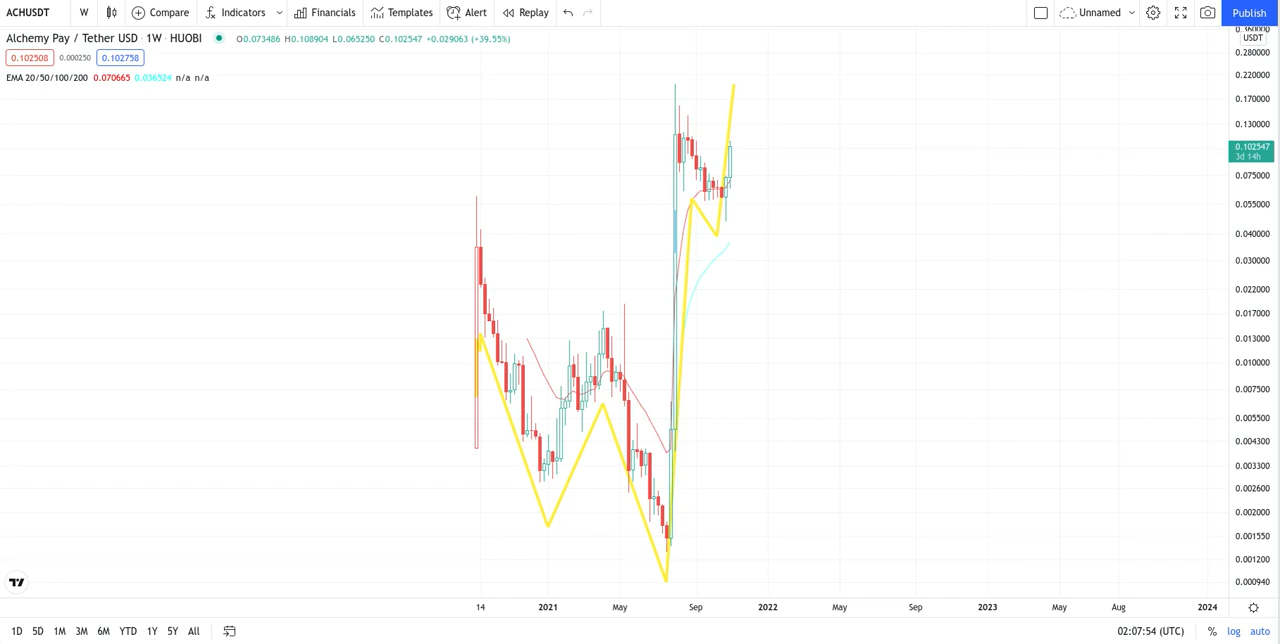 ACHUSDT W Compare Indicators Financials Templates Alert Replay Unnamed Publish
Alchemy Pay / Tether USD · 1W · HUOBI O0.073486 H0.108904 L0.065250 C0.102547 +0.029063 (+39.55%)
0.102508 0.000250 0.102758
EMA 20/50/100/200 0.070665 0.036524 n/a n/a
0.360000
USDT
0.280000
0.220000
0.170000
0.130000
0.102547
3d 14h
0.075000
0.055000
0.040000
0.030000
0.022000
0.017000
0.013000
0.010000
0.007500
0.005500
0.004300
0.003300
0.002600
0.002000
0.001550
0.001200
0.000940
14 2021 May Sep 2022 May Sep 2023 May Aug 2024
1D 5D 1M 3M 6M YTD 1Y 5Y All 02:07:54 (UTC) % log auto